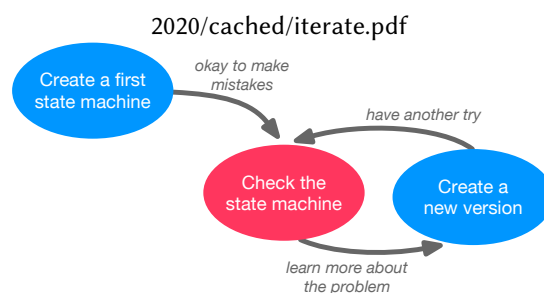 2020/cached/iterate.pdf
Create a first
state machine
okay to make
mistakes
have another try
Check the
state machine
Create a
new version
learn more about
the problem